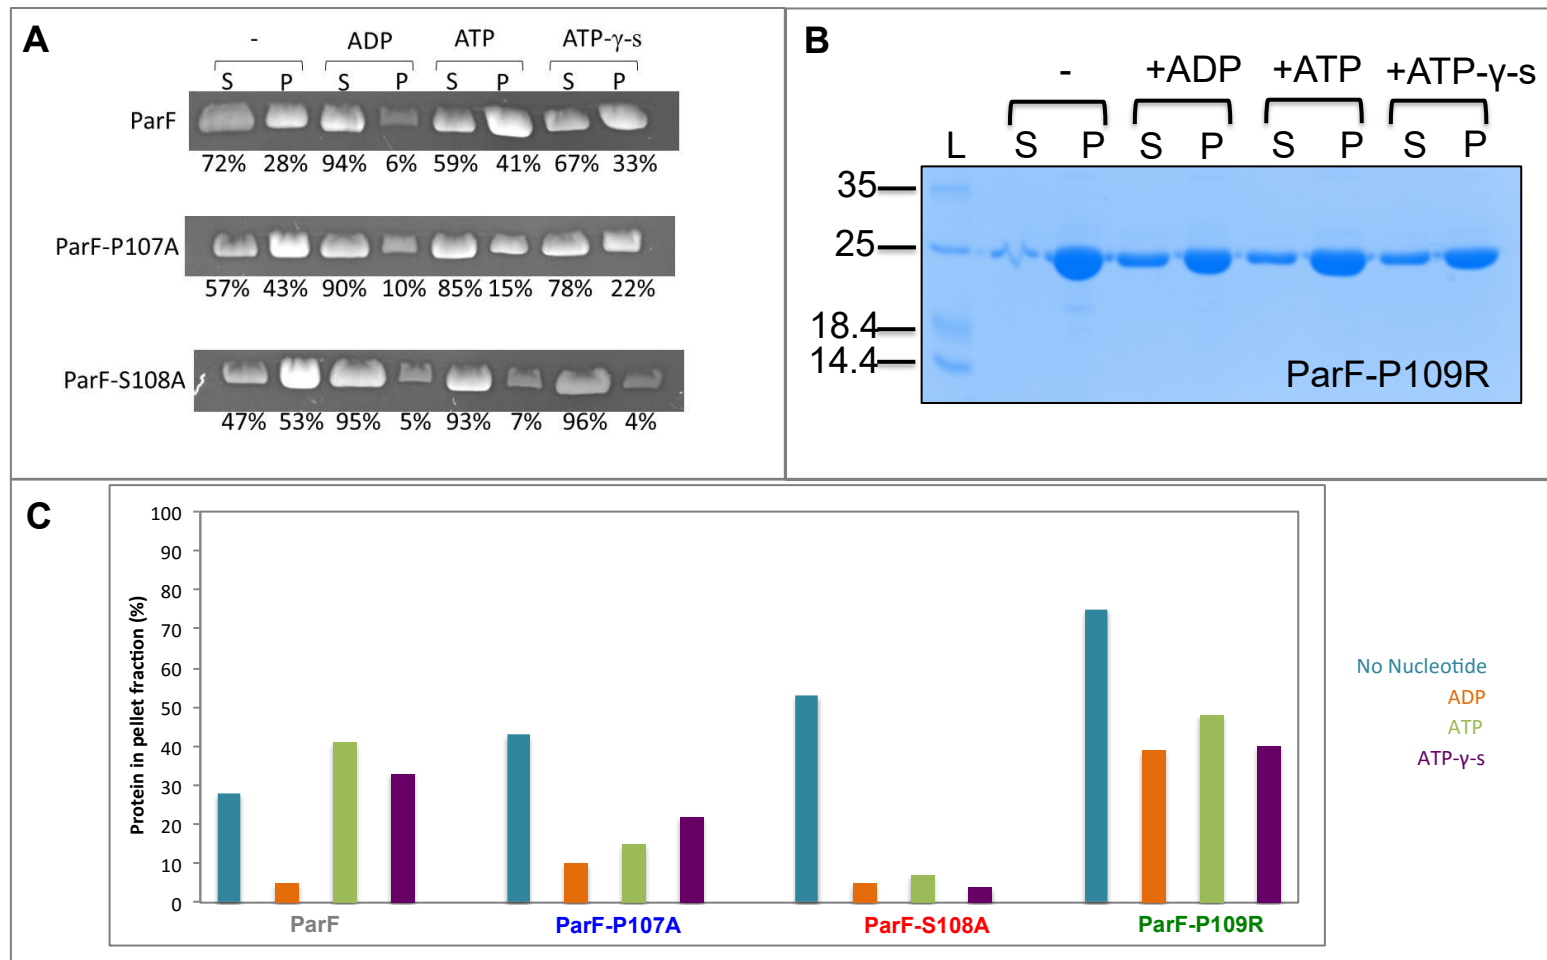 A
- ADP ATP ATP-γ-s
S P S P S P S P
ParF
72% 28% 94% 6% 59% 41% 67% 33%
ParF-P107A
57% 43% 90% 10% 85% 15% 78% 22%
ParF-S108A
47% 53% 95% 5% 93% 7% 96% 4%
B
- +ADP +ATP +ATP-γ-s
L S P S P S P S P
35
25
18.4
14.4
ParF-P109R
C
Protein in pellet fraction (%)
100
90
80
70
60
50
40
30
20
10
0
ParF ParF-P107A ParF-S108A ParF-P109R
No Nucleotide
ADP
ATP
ATP-γ-s